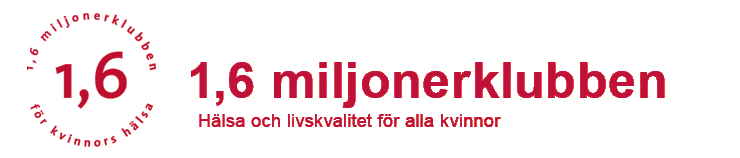 1,6 miljonerklubben
1,6
för kvinnors hälsa
1,6 miljonerklubben
Hälsa och livskvalitet för alla kvinnor